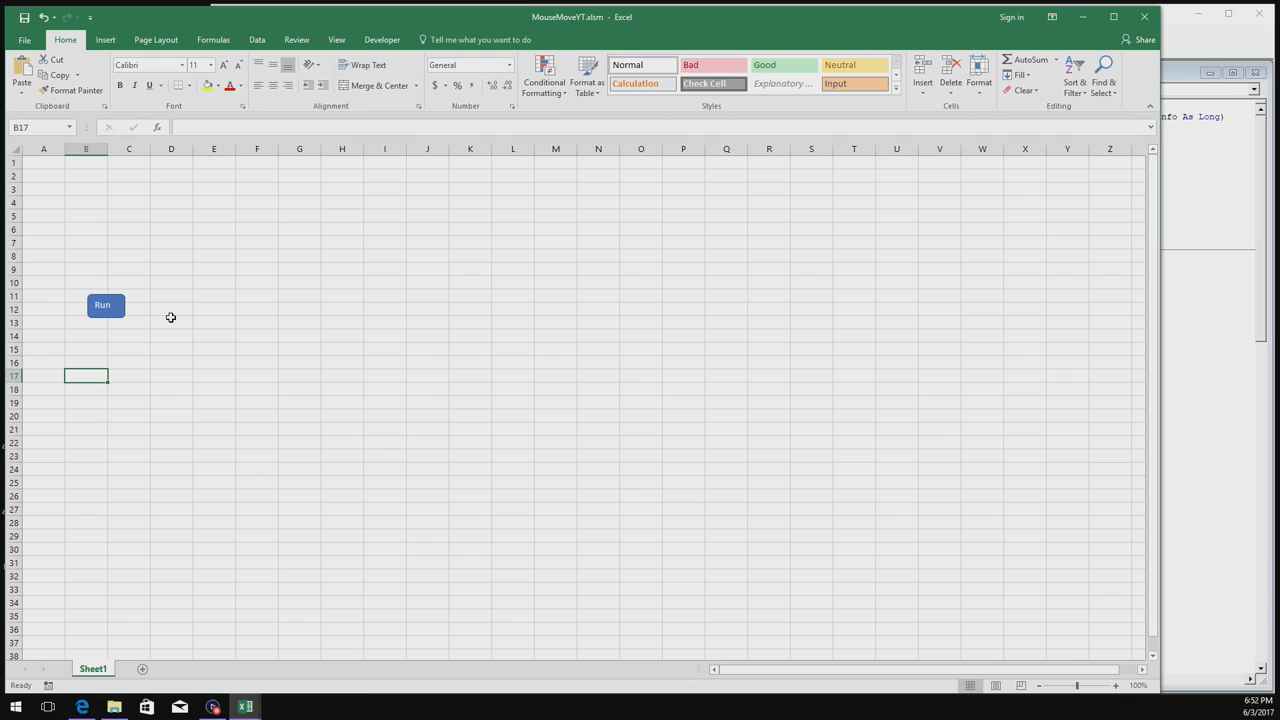 MouseMoveYT.xlsm - Excel
Sign in
File Home Insert Page Layout Formulas Data Review View Developer Tell me what you want to do Share
Paste
Cut
Copy
Format Painter
Clipboard
Calibri 11
B I U
Font
Wrap Text
Merge & Center
Alignment
General
$ % ,
Number
Conditional
Formatting
Format as
Table
Normal Bad Good Neutral
Calculation Check Cell Explanatory ... Input
Styles
Insert Delete Format
Cells
AutoSum
Fill
Clear
Sort &
Filter
Find &
Select
Editing
B17 fx
nfo As Long)
A B C D E F G H I J K L M N O P Q R S T U V W X Y Z
1
2
3
4
5
6
7
8
9
10
11
Run
12
13
14
15
16
17
18
19
20
21
22
23
24
25
26
27
28
29
30
31
32
33
34
35
36
37
38
Sheet1
Ready 100%
6:52 PM
6/3/2017